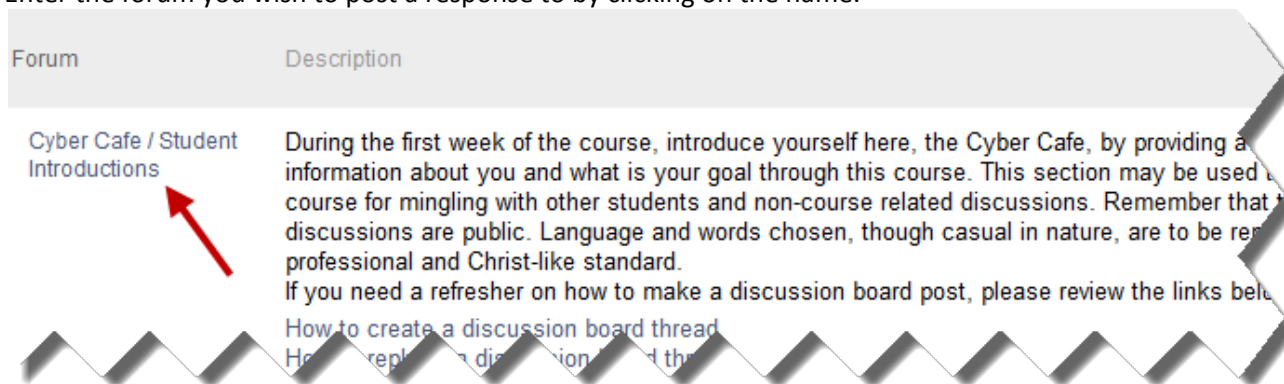 Enter the forum you wish to post a response to by clicking on the name.
Forum
Description
Cyber Cafe / Student
Introductions
During the first week of the course, introduce yourself here, the Cyber Cafe, by providing a
information about you and what is your goal through this course. This section may be used
course for mingling with other students and non-course related discussions. Remember that
discussions are public. Language and words chosen, though casual in nature, are to be
professional and Christ-like standard.
If you need a refresher on how to make a discussion board post, please review the links
How to create a discussion board thread